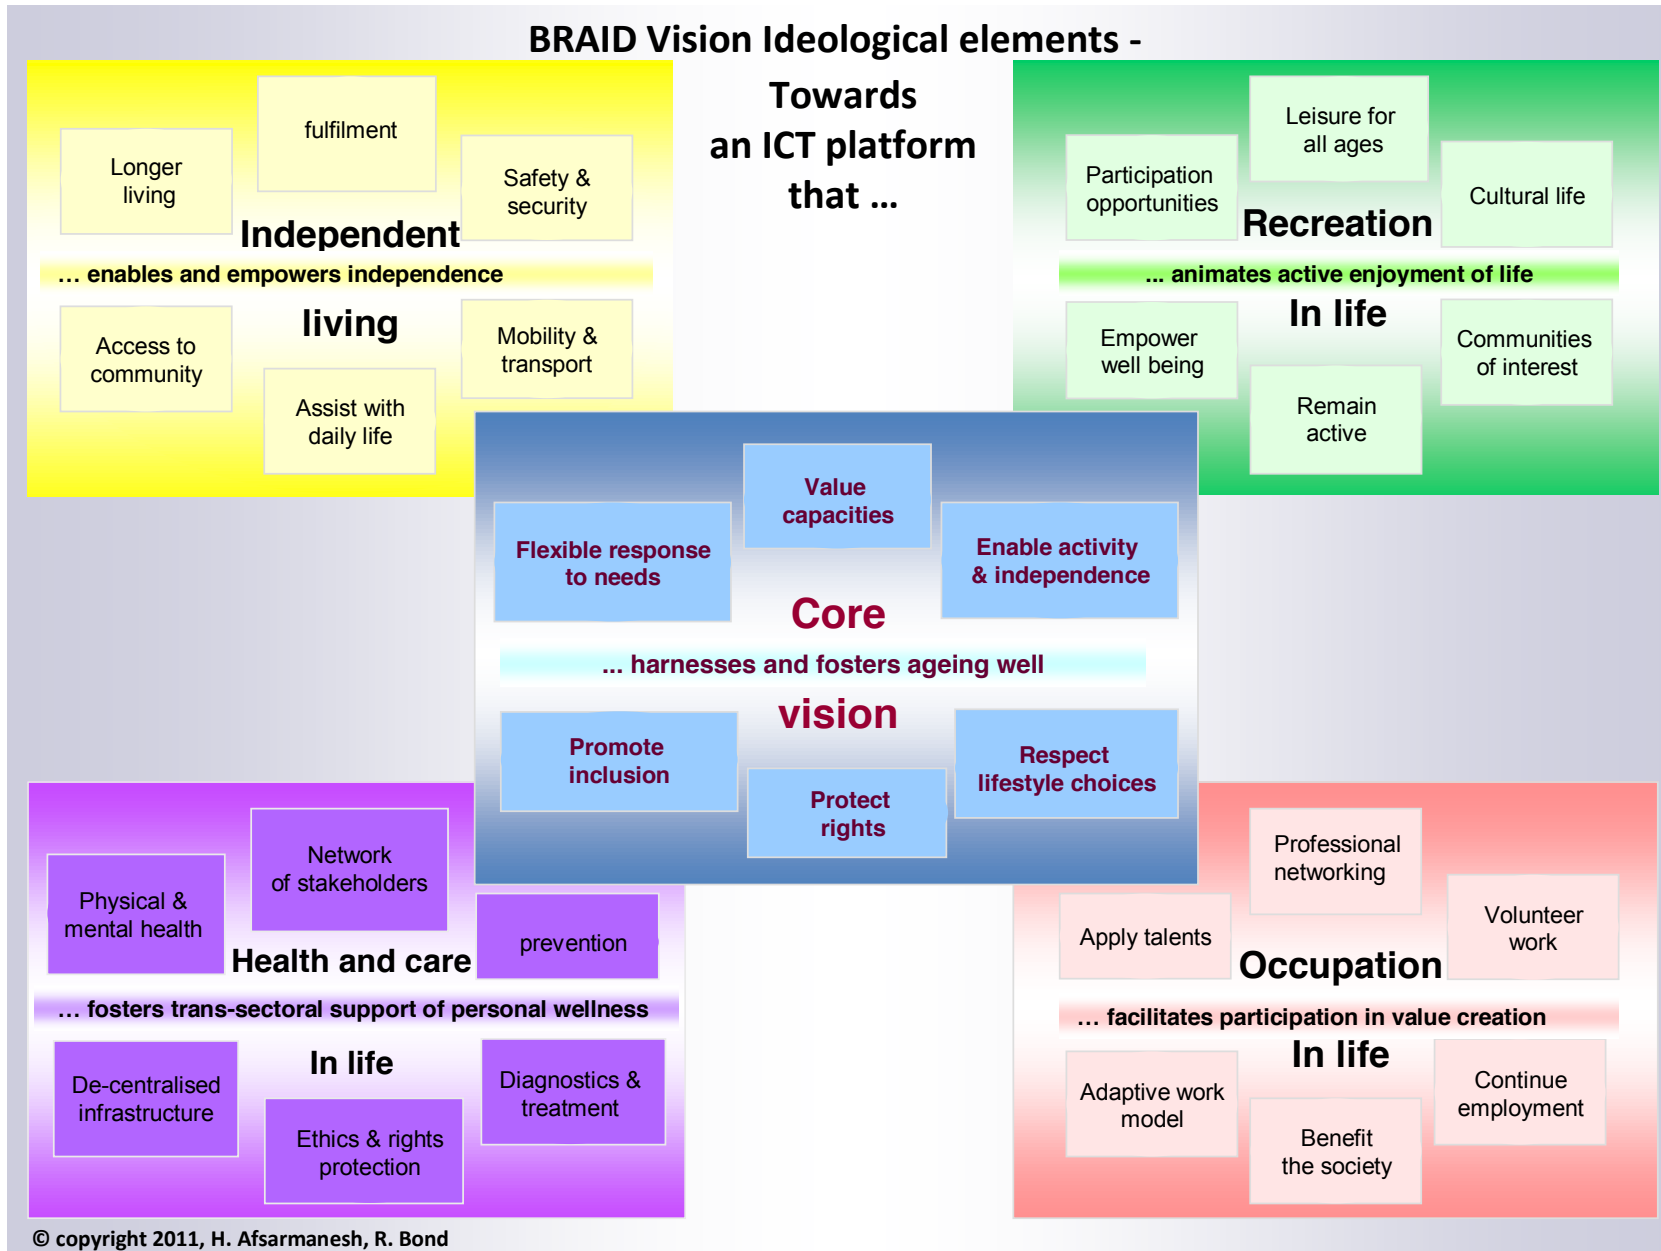 BRAID Vision Ideological elements -
Towards
an ICT platform
that ...
fulfilment
Longer
living
Safety &
security
Independent
... enables and empowers independence
living
Access to
community
Mobility &
transport
Assist with
daily life
Leisure for
all ages
Participation
opportunities
Cultural life
Recreation
... animates active enjoyment of life
In life
Empower
well being
Communities
of interest
Remain
active
Value
capacities
Flexible response
to needs
Enable activity
& independence
Core
... harnesses and fosters ageing well
vision
Promote
inclusion
Respect
lifestyle choices
Protect
rights
Network
of stakeholders
Physical &
mental health
prevention
Health and care
... fosters trans-sectoral support of personal wellness
In life
De-centralised
infrastructure
Diagnostics &
treatment
Ethics & rights
protection
Professional
networking
Apply talents
Volunteer
work
Occupation
... facilitates participation in value creation
In life
Adaptive work
model
Continue
employment
Benefit
the society
© copyright 2011, H. Afsarmanesh, R. Bond